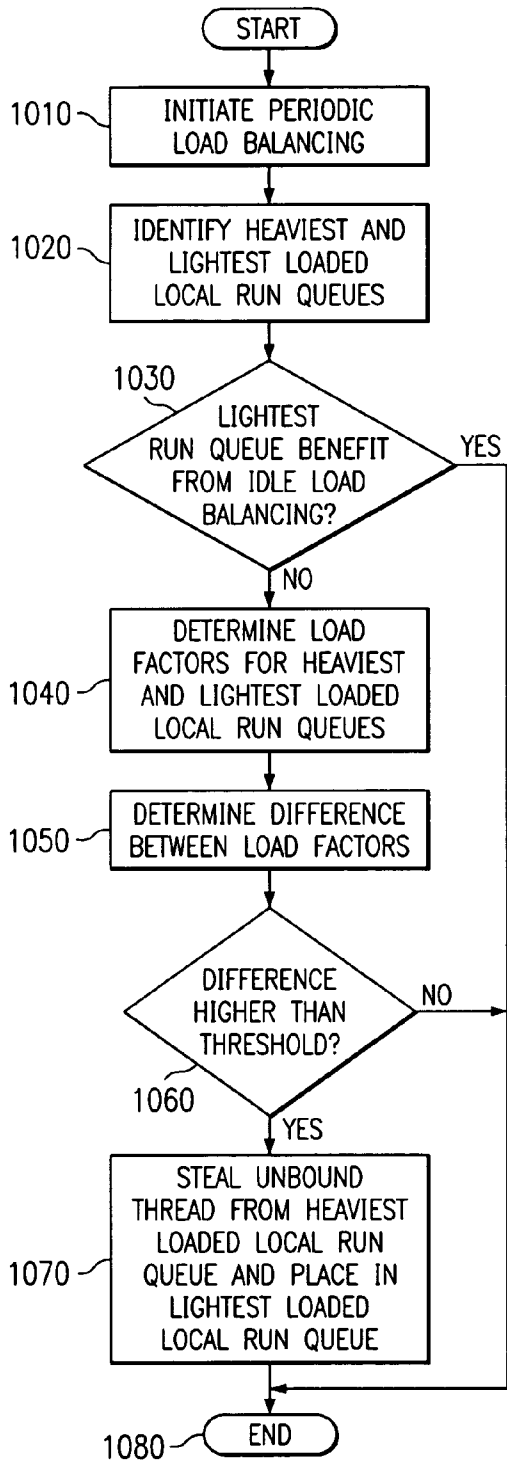 START
1010
INITIATE PERIODIC
LOAD BALANCING
1020
IDENTIFY HEAVIEST AND
LIGHTEST LOADED
LOCAL RUN QUEUES
1030
LIGHTEST
RUN QUEUE BENEFIT
FROM IDLE LOAD
BALANCING?
YES
NO
1040
DETERMINE LOAD
FACTORS FOR HEAVIEST
AND LIGHTEST LOADED
LOCAL RUN QUEUES
1050
DETERMINE DIFFERENCE
BETWEEN LOAD FACTORS
DIFFERENCE
HIGHER THAN
THRESHOLD?
NO
1060
YES
1070
STEAL UNBOUND
THREAD FROM HEAVIEST
LOADED LOCAL RUN
QUEUE AND PLACE IN
LIGHTEST LOADED
LOCAL RUN QUEUE
1080
END